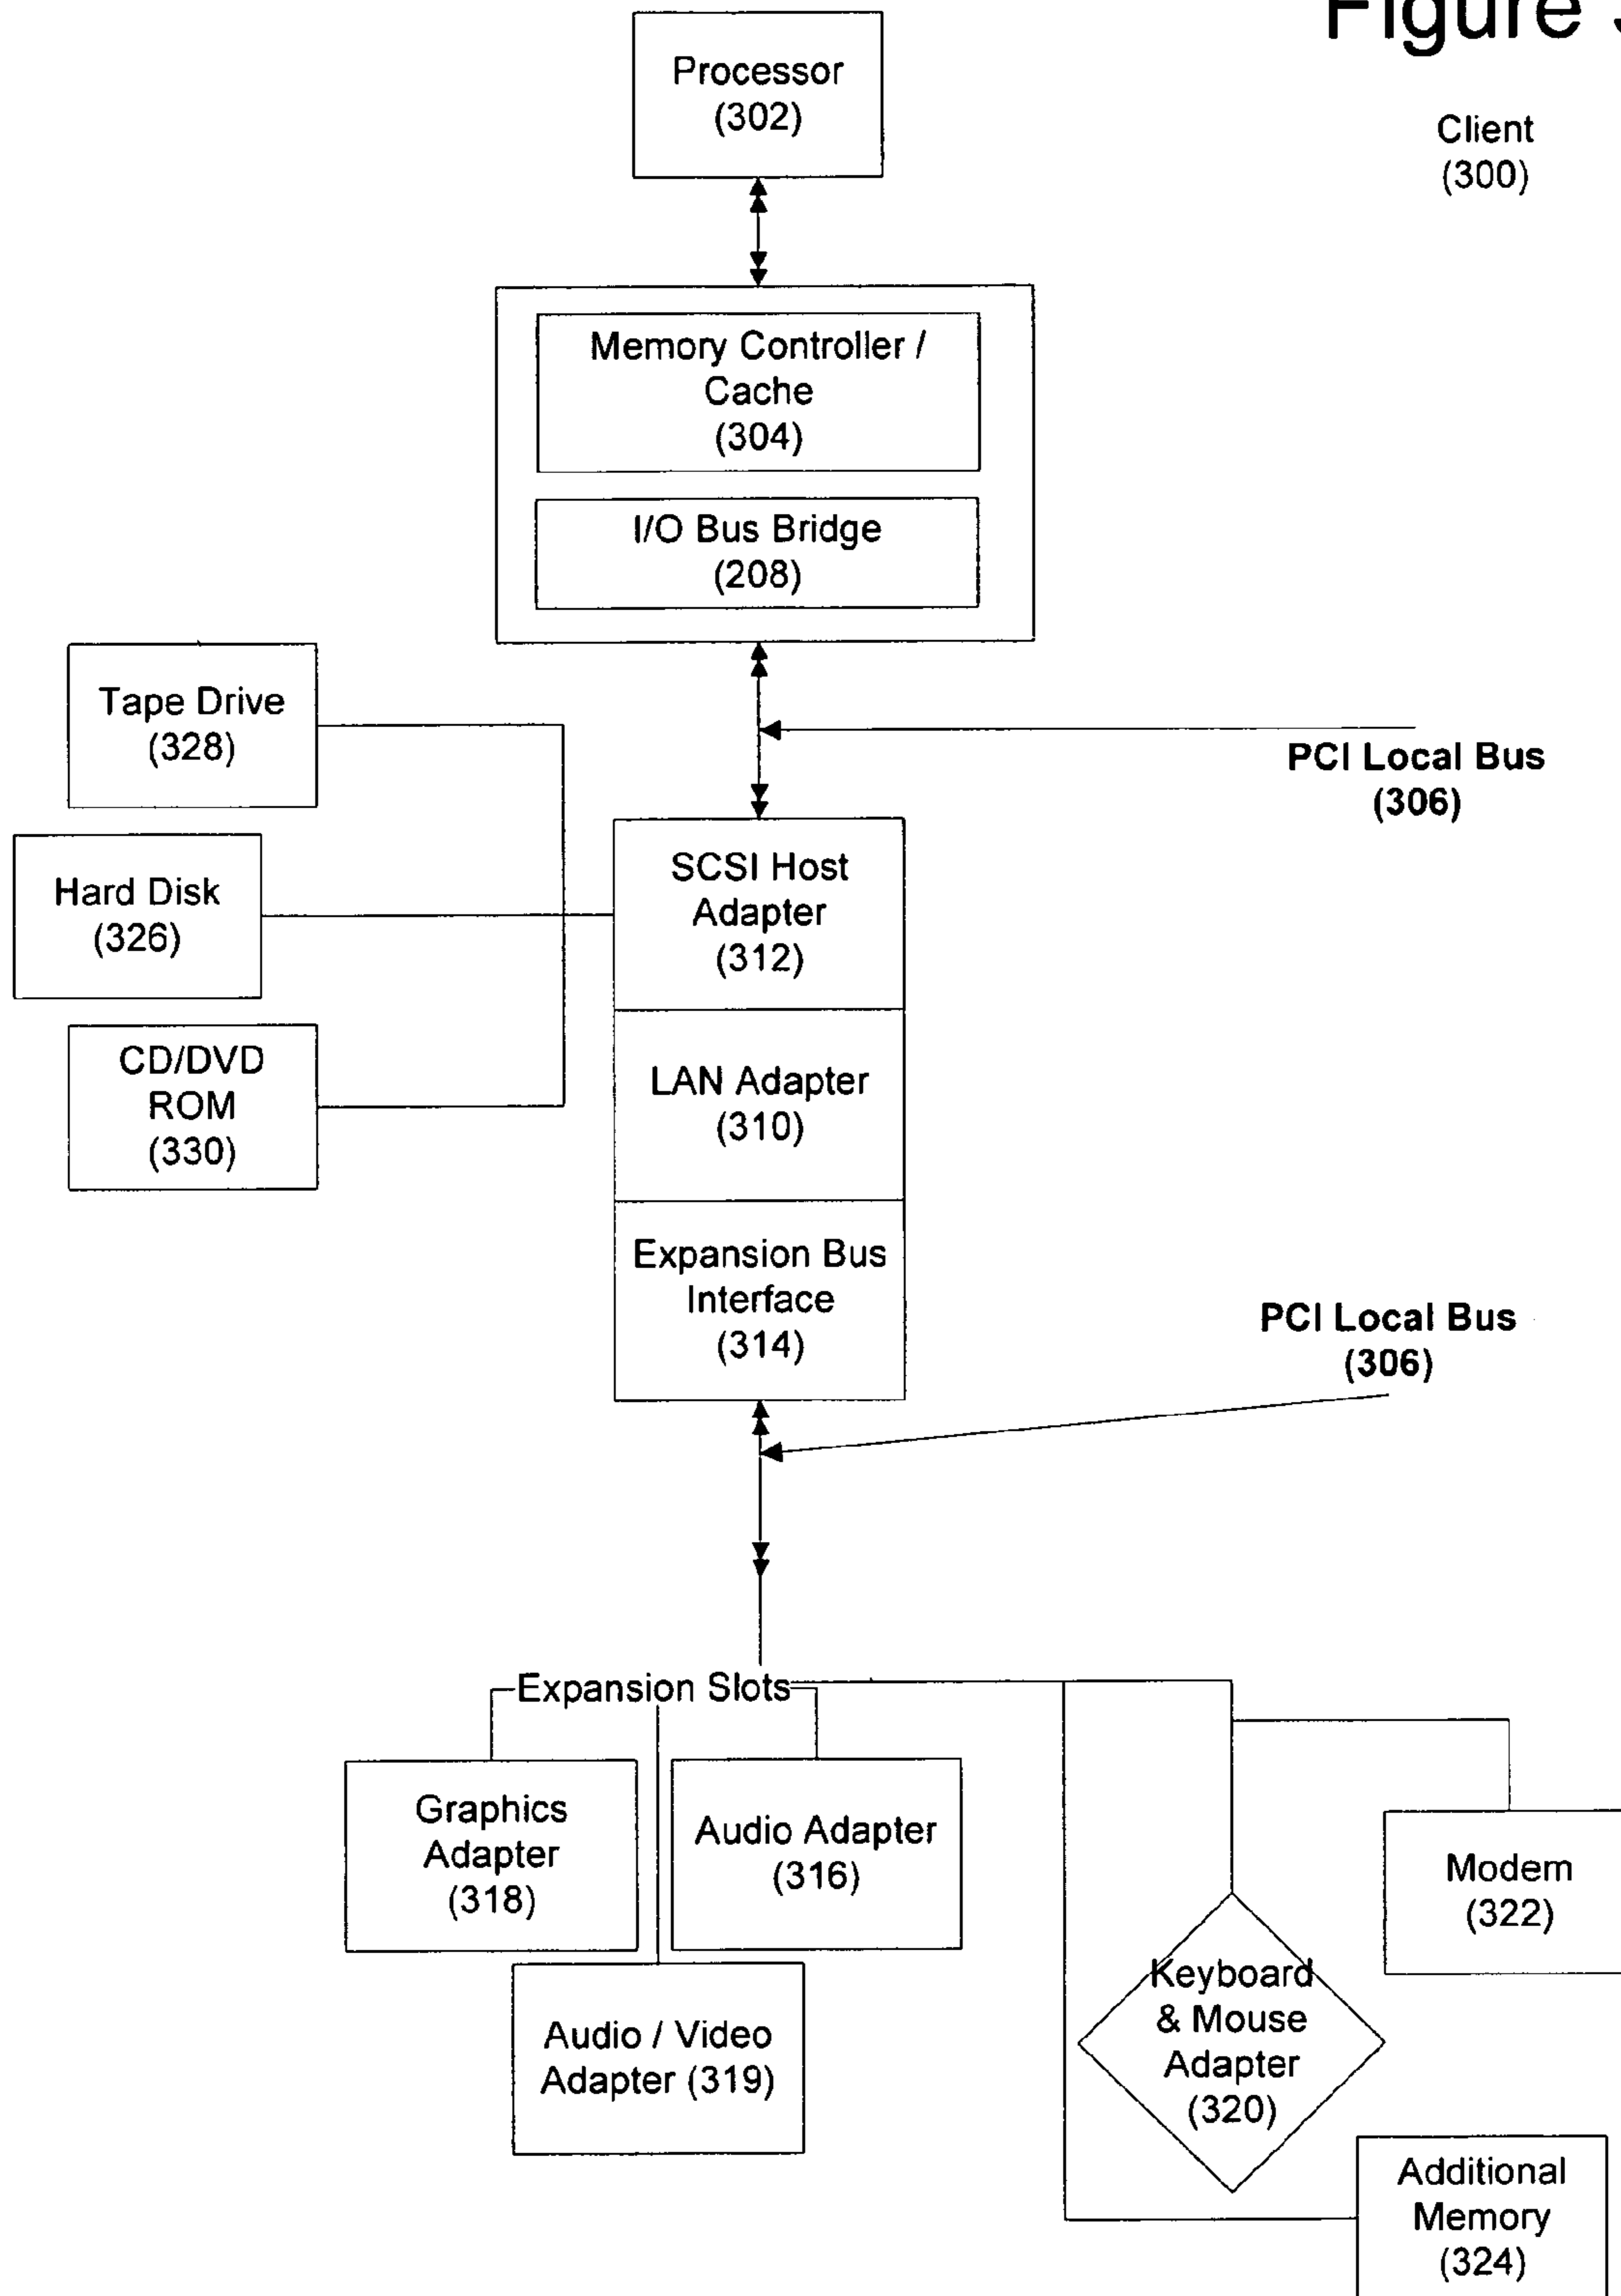 Figure
Processor
(302)
Client
(300)
Memory Controller /
Cache
(304)
I/O Bus Bridge
(208)
Tape Drive
(328)
PCI Local Bus
(306)
Hard Disk
(326)
SCSI Host
Adapter
(312)
CD/DVD
ROM
(330)
LAN Adapter
(310)
Expansion Bus
Interface
(314)
PCI Local Bus
(306)
Expansion Slots
Graphics
Adapter
(318)
Audio Adapter
(316)
Modem
(322)
Audio / Video
Adapter (319)
Keyboard
& Mouse
Adapter
(320)
Additional
Memory
(324)